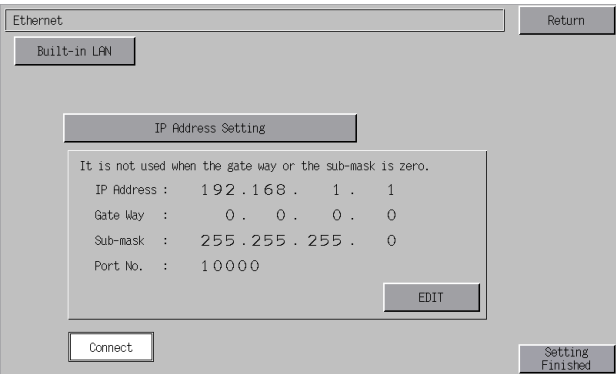 Ethernet
Return
Built-in LAN
IP Address Setting
It is not used when the gate way or the sub-mask is zero.
IP Address : 192.168. 1. 1
Gate Way : 0. 0. 0. 0
Sub-mask : 255.255.255. 0
Port No. : 10000
EDIT
Connect
Setting
Finished